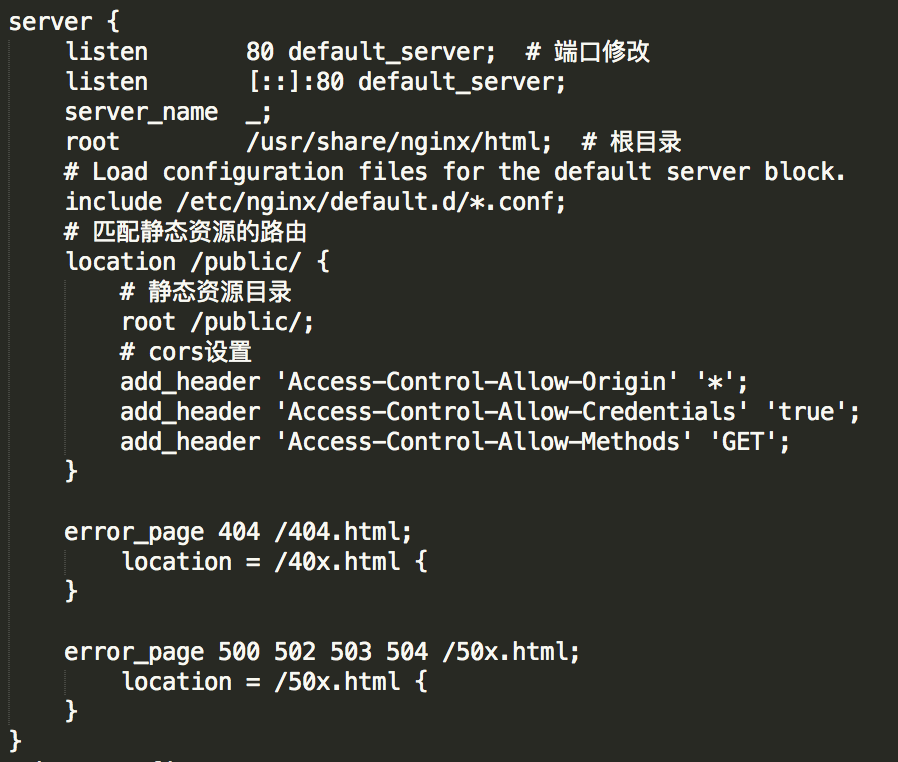 server {
    listen       80 default_server;  # 端口修改
    listen       [::]:80 default_server;
    server_name  _;
    root         /usr/share/nginx/html;  # 根目录
    # Load configuration files for the default server block.
    include /etc/nginx/default.d/*.conf;
    # 匹配静态资源的路由
    location /public/ {
        # 静态资源目录
        root /public/;
        # cors设置
        add_header 'Access-Control-Allow-Origin' '*';
        add_header 'Access-Control-Allow-Credentials' 'true';
        add_header 'Access-Control-Allow-Methods' 'GET';
    }

    error_page 404 /404.html;
        location = /40x.html {
    }

    error_page 500 502 503 504 /50x.html;
        location = /50x.html {
    }
}